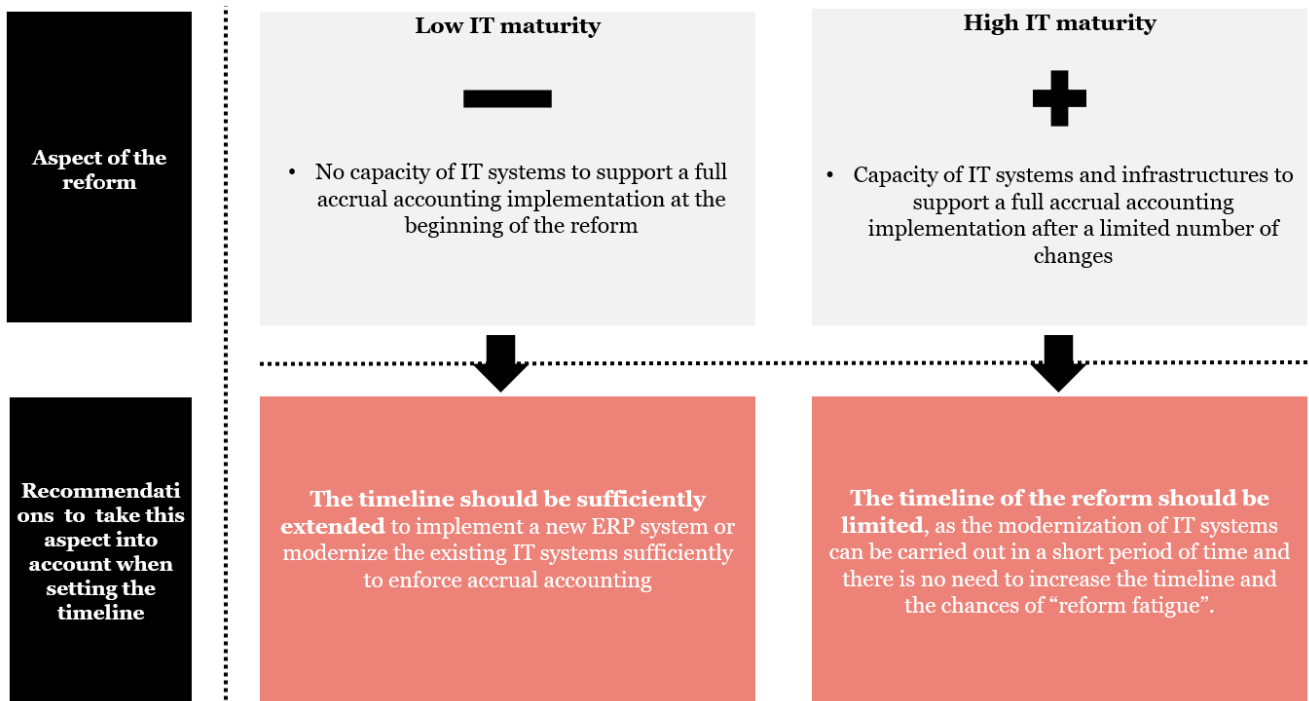 Low IT maturity
High IT maturity
Aspect of the
reform
• No capacity of IT systems to support a full
accrual accounting implementation at the
beginning of the reform
• Capacity of IT systems and infrastructures to
support a full accrual accounting
implementation after a limited number of
changes
Recommendati
ons to take this
aspect into
account when
setting the
timeline
The timeline should be sufficiently
extended to implement a new ERP system or
modernize the existing IT systems sufficiently
to enforce accrual accounting
The timeline of the reform should be
limited, as the modernization of IT systems
can be carried out in a short period of time and
there is no need to increase the timeline and
the chances of “reform fatigue”.